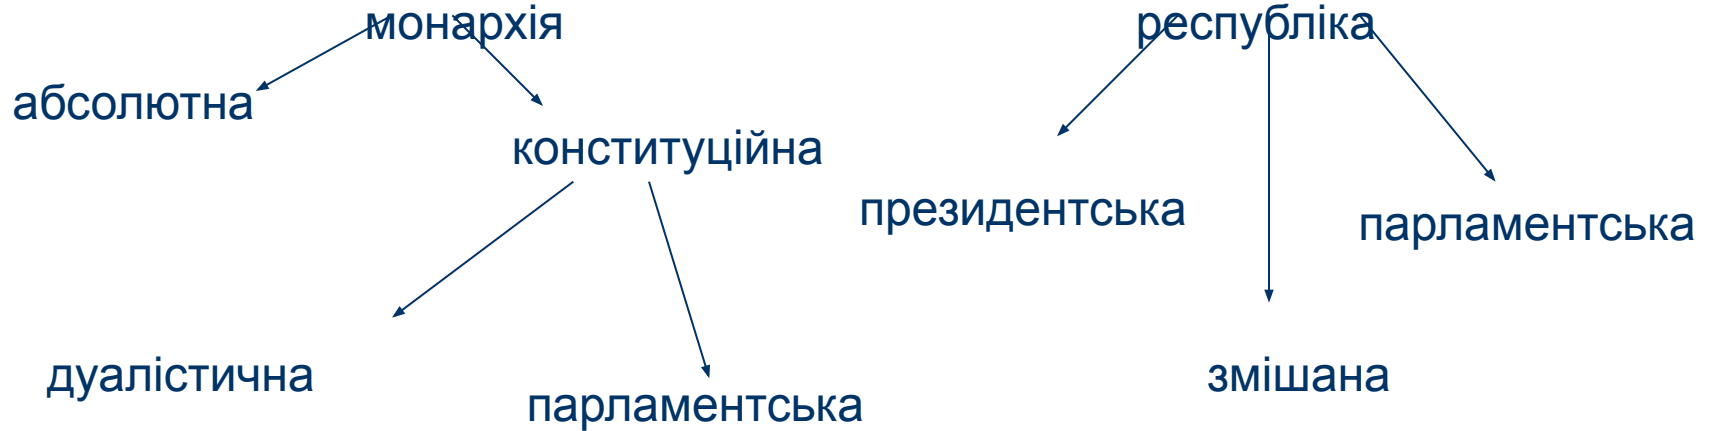 монархія
абсолютна
конституційна
дуалістична
парламентська
республіка
президентська
парламентська
змішана